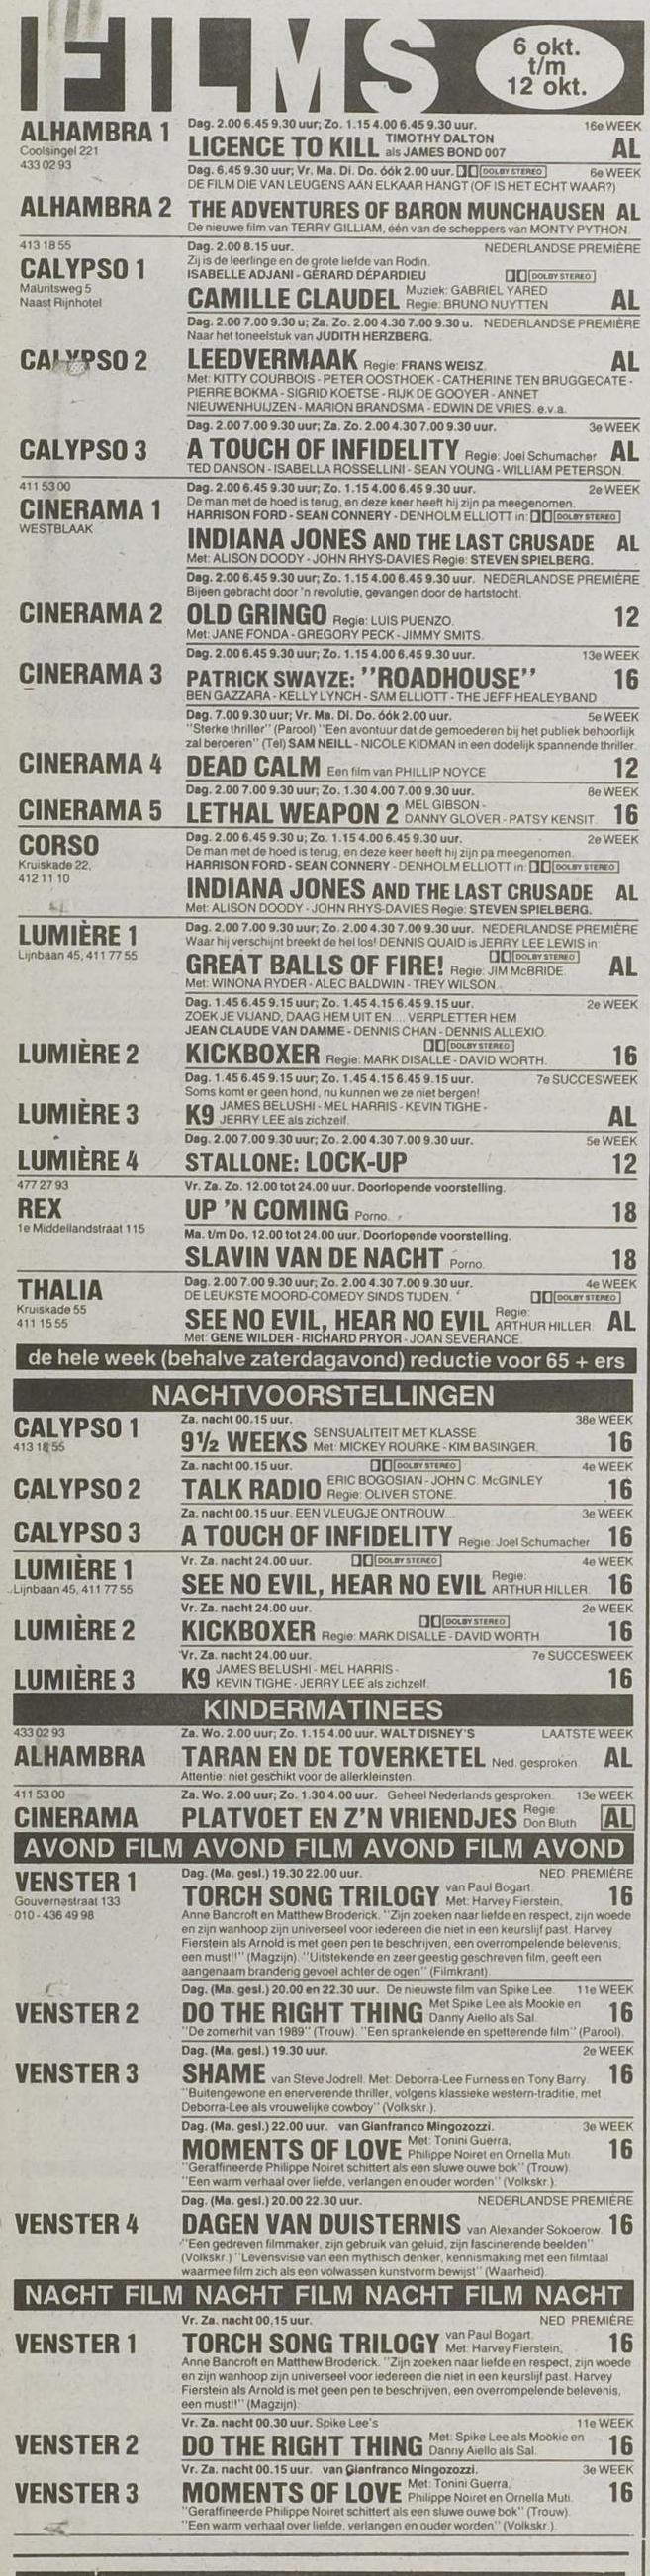 FILMS
6 okt.
t/m
12 okt.
ALHAMBRA 1
Coolsingel 221
433 02 93
Dag. 2.00 6.45 9.30 uur; Zo. 1.15 4.00 6.45 9.30 uur. 16e WEEK
LICENCE TO KILL TIMOTHY DALTON als JAMES BOND 007 AL
Dag. 6.45 9.30 uur; Vr. Ma. Di. Do. óók 2.00 uur. DOLBY STEREO 6e WEEK
DE FILM DIE VAN LEUGENS AAN ELKAAR HANGT (OF IS HET ECHT WAAR?)
ALHAMBRA 2 THE ADVENTURES OF BARON MUNCHAUSEN AL
De nieuwe film van TERRY GILLIAM, één van de scheppers van MONTY PYTHON.
413 18 55
CALYPSO 1
Mauritsweg 5
Naast Rijnhotel
Dag. 2.00 8.15 uur. NEDERLANDSE PREMIÈRE
Zij is de leerlinge en de grote liefde van Rodin.
ISABELLE ADJANI - GÉRARD DÉPARDIEU DOLBY STEREO
CAMILLE CLAUDEL Muziek: GABRIEL YARED Regie: BRUNO NUYTTEN AL
Dag. 2.00 7.00 9.30 u; Za. Zo. 2.00 4.30 7.00 9.30 u. NEDERLANDSE PREMIÈRE
Naar het toneelstuk van JUDITH HERZBERG.
CALYPSO 2 LEEDVERMAAK Regie: FRANS WEISZ. AL
Met: KITTY COURBOIS - PETER OOSTHOEK - CATHERINE TEN BRUGGECATE -
PIERRE BOKMA - SIGRID KOETSE - RIJK DE GOOYER - ANNET
NIEUWENHUIJZEN - MARION BRANDSMA - EDWIN DE VRIES. e.v.a.
Dag. 2.00 7.00 9.30 uur; Za. Zo. 2.00 4.30 7.00 9.30 uur. 3e WEEK
CALYPSO 3 A TOUCH OF INFIDELITY Regie: Joel Schumacher AL
TED DANSON - ISABELLA ROSSELLINI - SEAN YOUNG - WILLIAM PETERSON.
411 53 00
CINERAMA 1
WESTBLAAK
Dag. 2.00 6.45 9.30 uur; Zo. 1.15 4.00 6.45 9.30 uur. 2e WEEK
De man met de hoed is terug, en deze keer heeft hij zijn pa meegenomen.
HARRISON FORD - SEAN CONNERY - DENHOLM ELLIOTT in: DOLBY STEREO
INDIANA JONES AND THE LAST CRUSADE AL
Met: ALISON DOODY - JOHN RHYS-DAVIES Regie: STEVEN SPIELBERG.
Dag. 2.00 6.45 9.30 uur; Zo. 1.15 4.00 6.45 9.30 uur. NEDERLANDSE PREMIÈRE
Bijeen gebracht door 'n revolutie, gevangen door de hartstocht.
CINERAMA 2 OLD GRINGO Regie: LUIS PUENZO. 12
Met: JANE FONDA - GREGORY PECK - JIMMY SMITS.
Dag. 2.00 6.45 9.30 uur; Zo. 1.15 4.00 6.45 9.30 uur. 13e WEEK
CINERAMA 3 PATRICK SWAYZE: "ROADHOUSE" 16
BEN GAZZARA - KELLY LYNCH - SAM ELLIOTT - THE JEFF HEALEYBAND
Dag. 7.00 9.30 uur; Vr. Ma. Di. Do. óók 2.00 uur. 5e WEEK
"Sterke thriller" (Parool) "Een avontuur dat de gemoederen bij het publiek behoorlijk
zal beroeren" (Tel) SAM NEILL - NICOLE KIDMAN in een dodelijk spannende thriller.
CINERAMA 4 DEAD CALM Een film van PHILLIP NOYCE 12
Dag. 2.00 7.00 9.30 uur; Zo. 1.30 4.00 7.00 9.30 uur. 8e WEEK
CINERAMA 5 LETHAL WEAPON 2 MEL GIBSON - DANNY GLOVER - PATSY KENSIT. 16
CORSO
Kruiskade 22,
412 11 10
Dag. 2.00 6.45 9.30 u; Zo. 1.15 4.00 6.45 9.30 uur. 2e WEEK
De man met de hoed is terug, en deze keer heeft hij zijn pa meegenomen.
HARRISON FORD - SEAN CONNERY - DENHOLM ELLIOTT in: DOLBY STEREO
INDIANA JONES AND THE LAST CRUSADE AL
Met: ALISON DOODY - JOHN RHYS-DAVIES Regie: STEVEN SPIELBERG.
LUMIÈRE 1
Lijnbaan 45, 411 77 55
Dag. 2.00 7.00 9.30 uur; Zo. 2.00 4.30 7.00 9.30 uur. NEDERLANDSE PREMIÈRE
Waar hij verschijnt breekt de hel los! DENNIS QUAID is JERRY LEE LEWIS in:
DOLBY STEREO
GREAT BALLS OF FIRE! Regie: JIM McBRIDE. AL
Met: WINONA RYDER - ALEC BALDWIN - TREY WILSON.
Dag. 1.45 6.45 9.15 uur; Zo. 1.45 4.15 6.45 9.15 uur. 2e WEEK
ZOEK JE VIJAND, DAAG HEM UIT EN.... VERPLETTER HEM
JEAN CLAUDE VAN DAMME - DENNIS CHAN - DENNIS ALLEXIO.
DOLBY STEREO
LUMIÈRE 2 KICKBOXER Regie: MARK DISALLE - DAVID WORTH. 16
Dag. 1.45 6.45 9.15 uur; Zo. 1.45 4.15 6.45 9.15 uur. 7e SUCCESWEEK
Soms komt er geen hond, nu kunnen we ze niet bergen!
LUMIÈRE 3 K9 JAMES BELUSHI - MEL HARRIS - KEVIN TIGHE - JERRY LEE als zichzelf. AL
Dag. 2.00 7.00 9.30 uur; Zo. 2.00 4.30 7.00 9.30 uur. 5e WEEK
LUMIÈRE 4 STALLONE: LOCK-UP 12
477 27 93
REX
1e Middellandstraat 115
Vr. Za. Zo. 12.00 tot 24.00 uur. Doorlopende voorstelling.
UP 'N COMING Porno. 18
Ma. t/m Do. 12.00 tot 24.00 uur. Doorlopende voorstelling.
SLAVIN VAN DE NACHT Porno. 18
THALIA
Kruiskade 55
411 15 55
Dag. 2.00 7.00 9.30 uur; Zo. 2.00 4.30 7.00 9.30 uur. 4e WEEK
DE LEUKSTE MOORD-COMEDY SINDS TIJDEN. DOLBY STEREO
SEE NO EVIL, HEAR NO EVIL Regie: ARTHUR HILLER. AL
Met: GENE WILDER - RICHARD PRYOR - JOAN SEVERANCE.
de hele week (behalve zaterdagavond) reductie voor 65 + ers
NACHTVOORSTELLINGEN
CALYPSO 1
413 18 55
Za. nacht 00.15 uur. 38e WEEK
9½ WEEKS SENSUALITEIT MET KLASSE Met: MICKEY ROURKE - KIM BASINGER. 16
Za. nacht 00.15 uur. DOLBY STEREO 4e WEEK
CALYPSO 2 TALK RADIO ERIC BOGOSIAN - JOHN C. McGINLEY Regie: OLIVER STONE. 16
Za. nacht 00.15 uur. EEN VLEUGJE ONTROUW... 3e WEEK
CALYPSO 3 A TOUCH OF INFIDELITY Regie: Joel Schumacher 16
LUMIÈRE 1
Lijnbaan 45, 411 77 55
Vr. Za. nacht 24.00 uur. DOLBY STEREO 4e WEEK
SEE NO EVIL, HEAR NO EVIL Regie: ARTHUR HILLER. 16
Vr. Za. nacht 24.00 uur. 2e WEEK
DOLBY STEREO
LUMIÈRE 2 KICKBOXER Regie: MARK DISALLE - DAVID WORTH 16
Vr. Za. nacht 24.00 uur. 7e SUCCESWEEK
LUMIÈRE 3 K9 JAMES BELUSHI - MEL HARRIS - KEVIN TIGHE - JERRY LEE als zichzelf. 16
KINDERMATINEES
433 02 93
ALHAMBRA
Za. Wo. 2.00 uur; Zo. 1.15 4.00 uur. WALT DISNEY'S LAATSTE WEEK
TARAN EN DE TOVERKETEL Ned. gesproken AL
Attentie: niet geschikt voor de allerkleinsten.
411 53 00
CINERAMA
Za. Wo. 2.00 uur; Zo. 1.30 4.00 uur. Geheel Nederlands gesproken. 13e WEEK
PLATVOET EN Z'N VRIENDJES Regie: Don Bluth AL
AVOND FILM AVOND FILM AVOND FILM AVOND
VENSTER 1
Gouvernestraat 133
010 - 436 49 98
Dag. (Ma. gesl.) 19.30 22.00 uur. NED. PREMIÈRE
TORCH SONG TRILOGY van Paul Bogart. Met: Harvey Fierstein, 16
Anne Bancroft en Matthew Broderick. "Zijn zoeken naar liefde en respect, zijn woede
en zijn wanhoop zijn universeel voor iedereen die niet in een keurslijf past. Harvey
Fierstein als Arnold is met geen pen te beschrijven, een overrompelende belevenis,
een must!!" (Magzijn). "Uitstekende en zeer geestig geschreven film, geeft een
aangenaam branderig gevoel achter de ogen" (Filmkrant).
Dag. (Ma. gesl.) 20.00 en 22.30 uur. De nieuwste film van Spike Lee. 11e WEEK
VENSTER 2 DO THE RIGHT THING Met Spike Lee als Mookie en Danny Aiello als Sal. 16
"De zomerhit van 1989" (Trouw). "Een sprankelende en spetterende film" (Parool).
Dag. (Ma. gesl.) 19.30 uur. 2e WEEK
VENSTER 3 SHAME van Steve Jodrell. Met: Deborra-Lee Furness en Tony Barry. 16
"Buitengewone en enerverende thriller, volgens klassieke western-traditie, met
Deborra-Lee als vrouwelijke cowboy" (Volkskr.).
Dag. (Ma. gesl.) 22.00 uur. van Gianfranco Mingozozzi. 3e WEEK
MOMENTS OF LOVE Met: Tonini Guerra, Philippe Noiret en Ornella Muti. 16
"Geraffineerde Philippe Noiret schittert als een sluwe ouwe bok" (Trouw).
"Een warm verhaal over liefde, verlangen en ouder worden" (Volkskr.).
Dag. (Ma. gesl.) 20.00 22.30 uur. NEDERLANDSE PREMIÈRE
VENSTER 4 DAGEN VAN DUISTERNIS van Alexander Sokoerow. 16
"Een gedreven filmmaker, zijn gebruik van geluid, zijn fascinerende beelden"
(Volkskr.) "Levensvisie van een mythisch denker, kennismaking met een filmtaal
waarmee film zich als een volwassen kunstvorm bewijst" (Waarheid).
NACHT FILM NACHT FILM NACHT FILM NACHT
Vr. Za. nacht 00.15 uur. NED PREMIÈRE
VENSTER 1 TORCH SONG TRILOGY van Paul Bogart. Met: Harvey Fierstein, 16
Anne Bancroft en Matthew Broderick. "Zijn zoeken naar liefde en respect, zijn woede
en zijn wanhoop zijn universeel voor iedereen die niet in een keurslijf past. Harvey
Fierstein als Arnold is met geen pen te beschrijven, een overrompelende belevenis,
een must!!" (Magzijn).
Vr. Za. nacht 00.30 uur. Spike Lee's 11e WEEK
VENSTER 2 DO THE RIGHT THING Met: Spike Lee als Mookie en Danny Aiello als Sal. 16
Vr. Za. nacht 00.15 uur. van Gianfranco Mingozozzi. 3e WEEK
VENSTER 3 MOMENTS OF LOVE Met: Tonini Guerra, Philippe Noiret en Ornella Muti. 16
"Geraffineerde Philippe Noiret schittert als een sluwe ouwe bok" (Trouw).
"Een warm verhaal over liefde, verlangen en ouder worden" (Volkskr.).